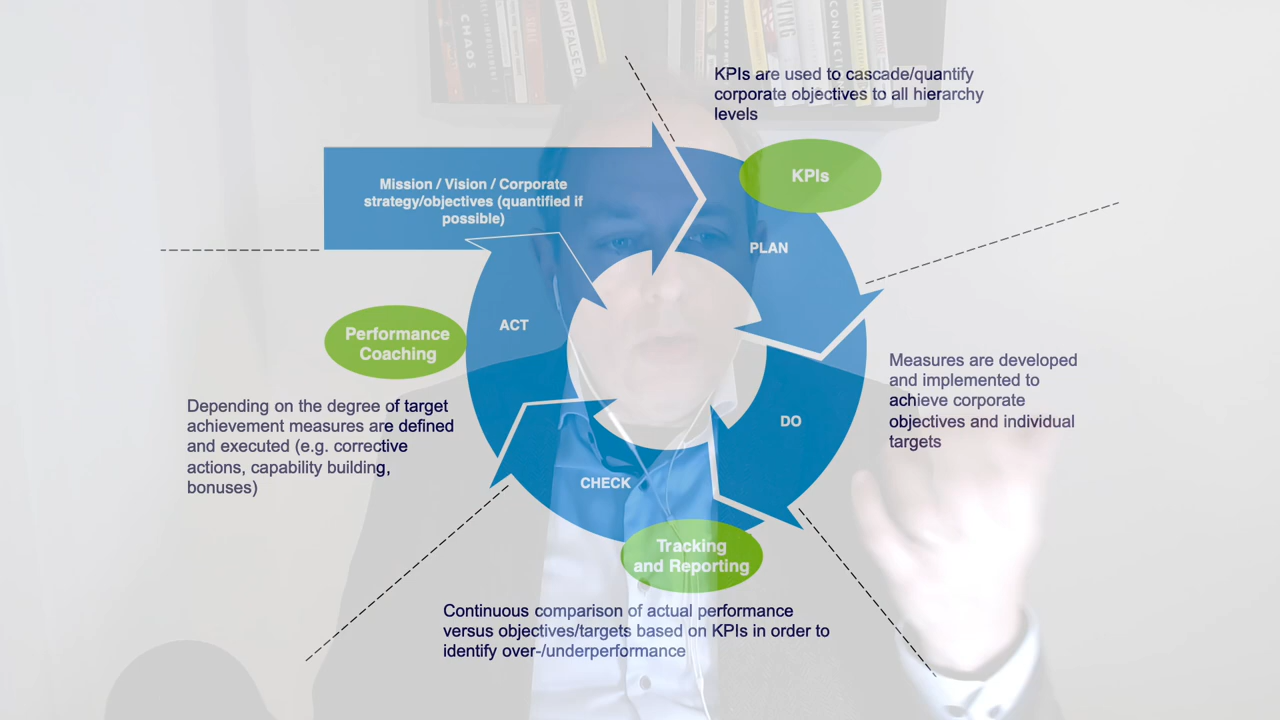 CHAOS
KPIs are used to cascade/quantify
corporate objectives to all hierarchy
levels
KPIs
Mission / Vision / Corporate
strategy/objectives (quantified if
possible)
PLAN
ACT
Performance
Coaching
Measures are developed
and implemented to
achieve corporate
objectives and individual
targets
DO
Depending on the degree of target
achievement measures are defined
and executed (e.g. corrective
actions, capability building,
bonuses)
CHECK
Tracking
and Reporting
Continuous comparison of actual performance
versus objectives/targets based on KPIs in order to
identify over-/underperformance